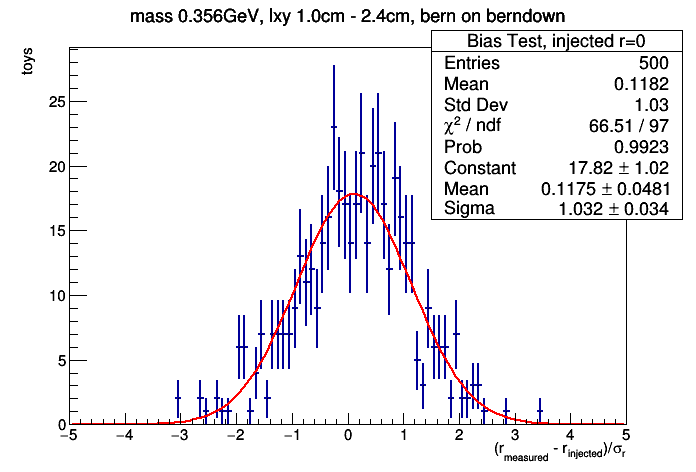 mass 0.356GeV, lxy 1.0cm - 2.4cm, bern on berndown
Bias Test, injected r=0
Entries 500
Mean 0.1182
Std Dev 1.03
χ² / ndf 66.51 / 97
Prob 0.9923
Constant 17.82 ± 1.02
Mean 0.1175 ± 0.0481
Sigma 1.032 ± 0.034
toys
25
20
15
10
5
0
−5 −4 −3 −2 −1 0 1 2 3 4 5
(r_measured - r_injected)/σ_r